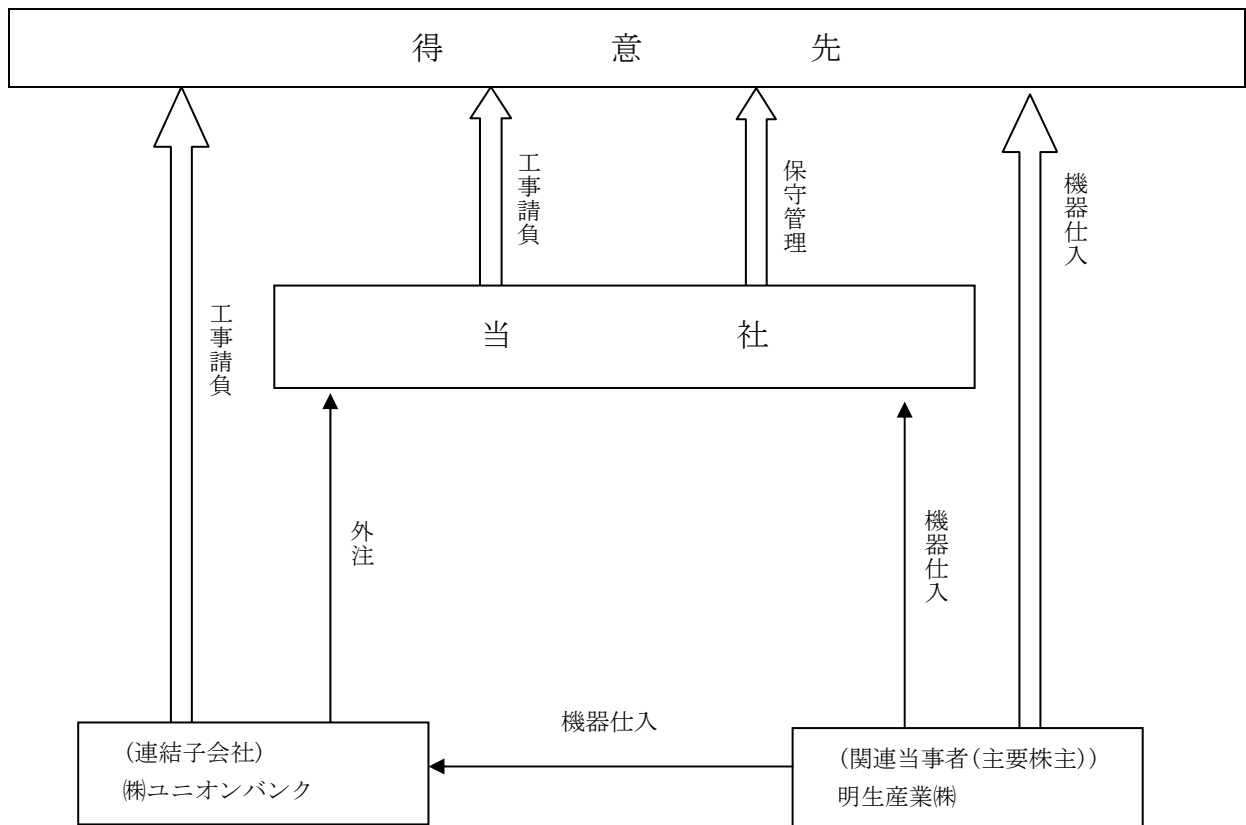 得 意 先
工事請負
保守管理
機器仕入
工事請負
当 社
外注
機器仕入
機器仕入
(連結子会社)
㈱ユニオンバンク
(関連当事者(主要株主))
明生産業㈱